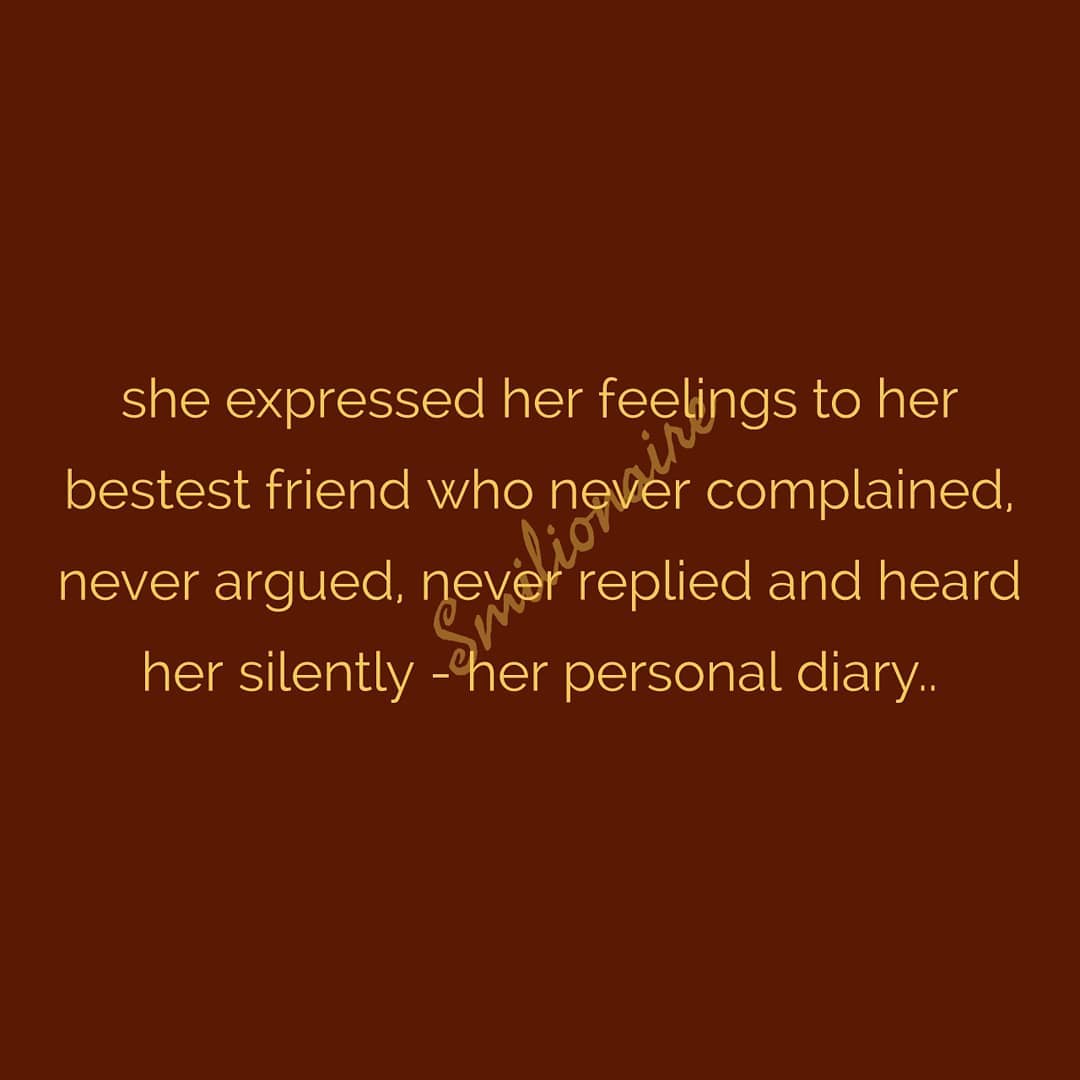 she expressed her feelings to her
bestest friend who never complained,
never argued, never replied and heard
her silently - her personal diary..
Smilionaire